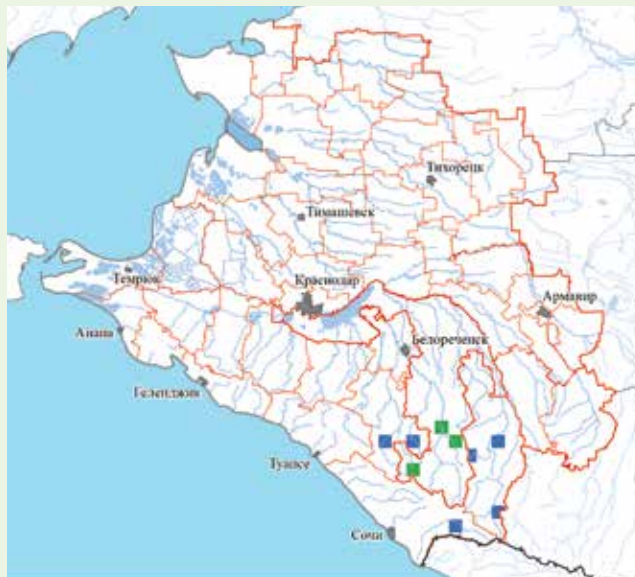 Тихорецк
Тимашевск
Темрюк
Краснодар
Армавир
Анапа
Белореченск
Геленджик
Туапсе
Сочи